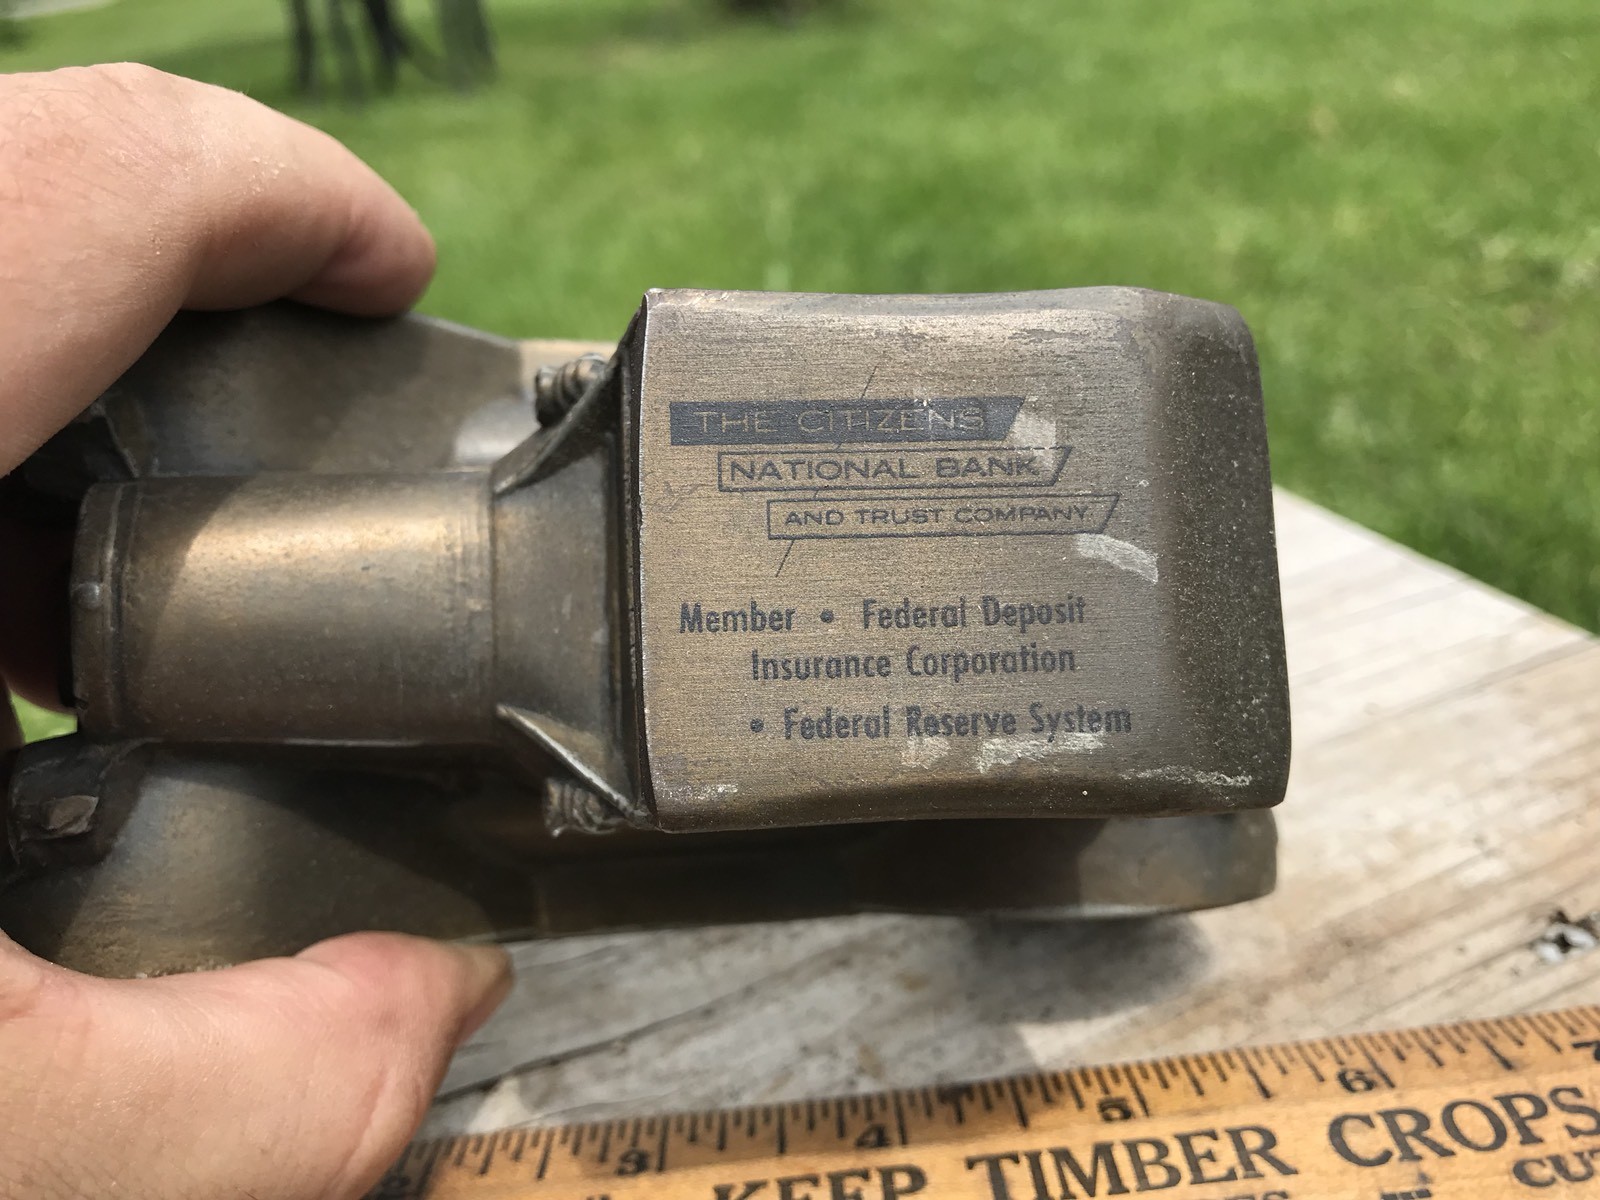 THE CITIZENS
NATIONAL BANK
AND TRUST COMPANY
Member • Federal Deposit
Insurance Corporation
• Federal Reserve System
3 4 5 6 7
KEEP TIMBER CROPS
CUT